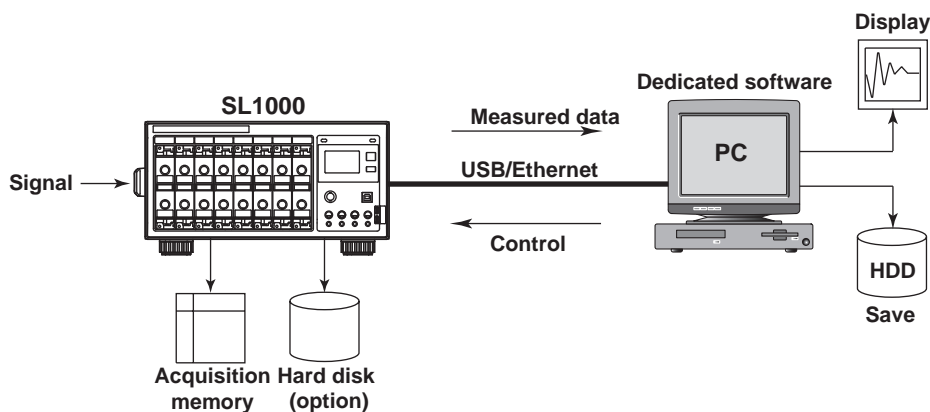 Display
Dedicated software
SL1000
Measured data
PC
Signal
USB/Ethernet
Control
HDD
Save
Acquisition
memory
Hard disk
(option)